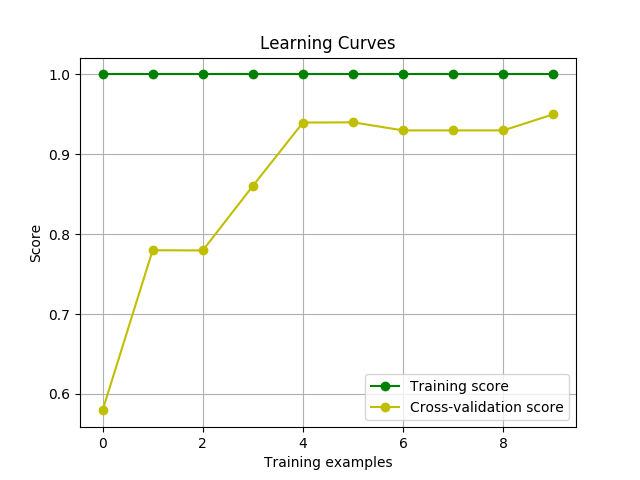 Learning Curves
1.0
0.9
0.8
0.7
0.6
Score
Training score
Cross-validation score
0 2 4 6 8
Training examples